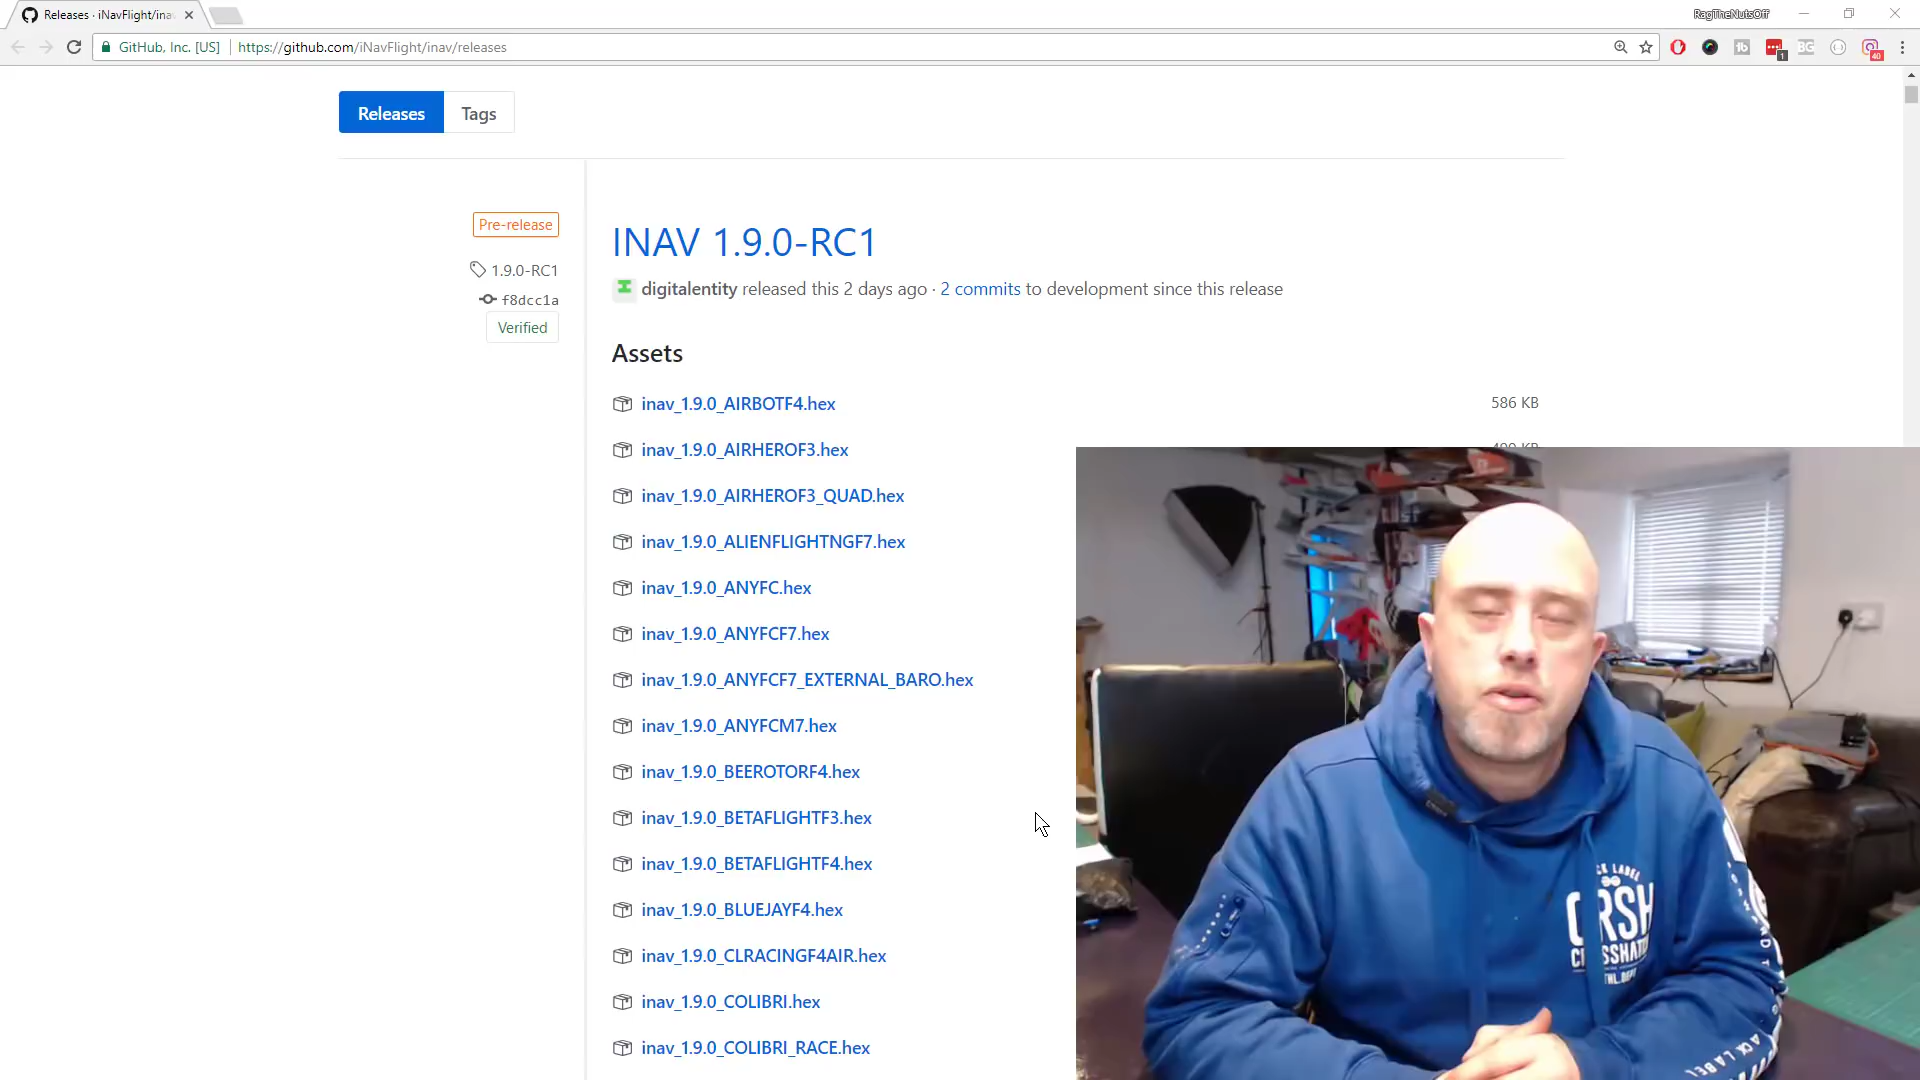 Releases · iNavFlight/ina
RagTheNutsOff
GitHub, Inc. [US]
https://github.com/iNavFlight/inav/releases
1
40
Releases
Tags
Pre-release
INAV 1.9.0-RC1
1.9.0-RC1
digitalentity released this 2 days ago · 2 commits to development since this release
f8dcc1a
Verified
Assets
inav_1.9.0_AIRBOTF4.hex
586 KB
inav_1.9.0_AIRHEROF3.hex
inav_1.9.0_AIRHEROF3_QUAD.hex
inav_1.9.0_ALIENFLIGHTNGF7.hex
inav_1.9.0_ANYFC.hex
inav_1.9.0_ANYFCF7.hex
inav_1.9.0_ANYFCF7_EXTERNAL_BARO.hex
inav_1.9.0_ANYFCM7.hex
inav_1.9.0_BEEROTORF4.hex
inav_1.9.0_BETAFLIGHTF3.hex
inav_1.9.0_BETAFLIGHTF4.hex
inav_1.9.0_BLUEJAYF4.hex
inav_1.9.0_CLRACINGF4AIR.hex
inav_1.9.0_COLIBRI.hex
inav_1.9.0_COLIBRI_RACE.hex
CK LABEL
CRSH